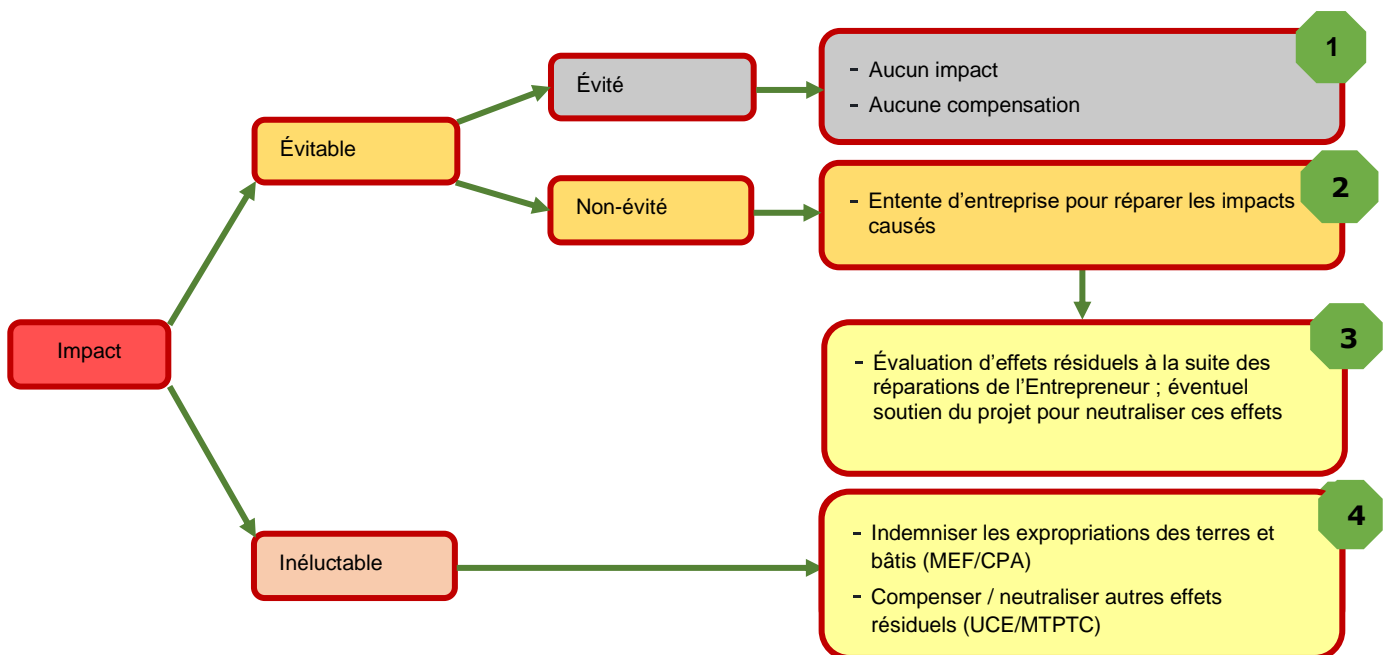 1
Évité
- Aucun impact
- Aucune compensation
Évitable
2
Non-évité
- Entente d’entreprise pour réparer les impacts
causés
3
Impact
- Évaluation d’effets résiduels à la suite des
réparations de l’Entrepreneur ; éventuel
soutien du projet pour neutraliser ces effets
4
Inéluctable
- Indemniser les expropriations des terres et
bâtis (MEF/CPA)
- Compenser / neutraliser autres effets
résiduels (UCE/MTPTC)